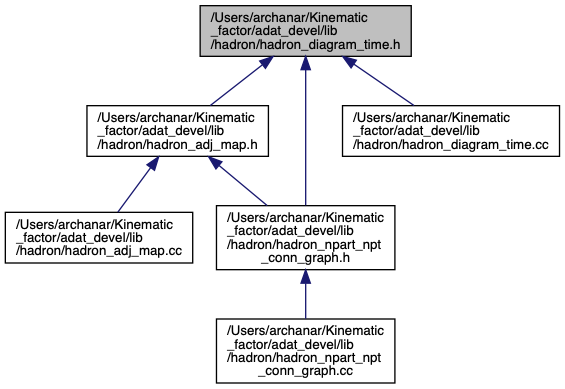 /Users/archanar/Kinematic
_factor/adat_devel/lib
/hadron/hadron_diagram_time.h
/Users/archanar/Kinematic
_factor/adat_devel/lib
/hadron/hadron_adj_map.h
/Users/archanar/Kinematic
_factor/adat_devel/lib
/hadron/hadron_diagram_time.cc
/Users/archanar/Kinematic
_factor/adat_devel/lib
/hadron/hadron_adj_map.cc
/Users/archanar/Kinematic
_factor/adat_devel/lib
/hadron/hadron_npart_npt
_conn_graph.h
/Users/archanar/Kinematic
_factor/adat_devel/lib
/hadron/hadron_npart_npt
_conn_graph.cc